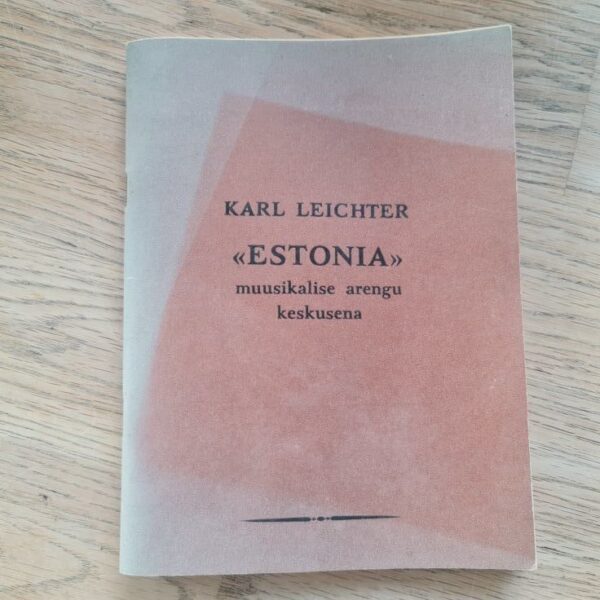 KARL LEICHTER
«ESTONIA»
muusikalise arengu
keskusena